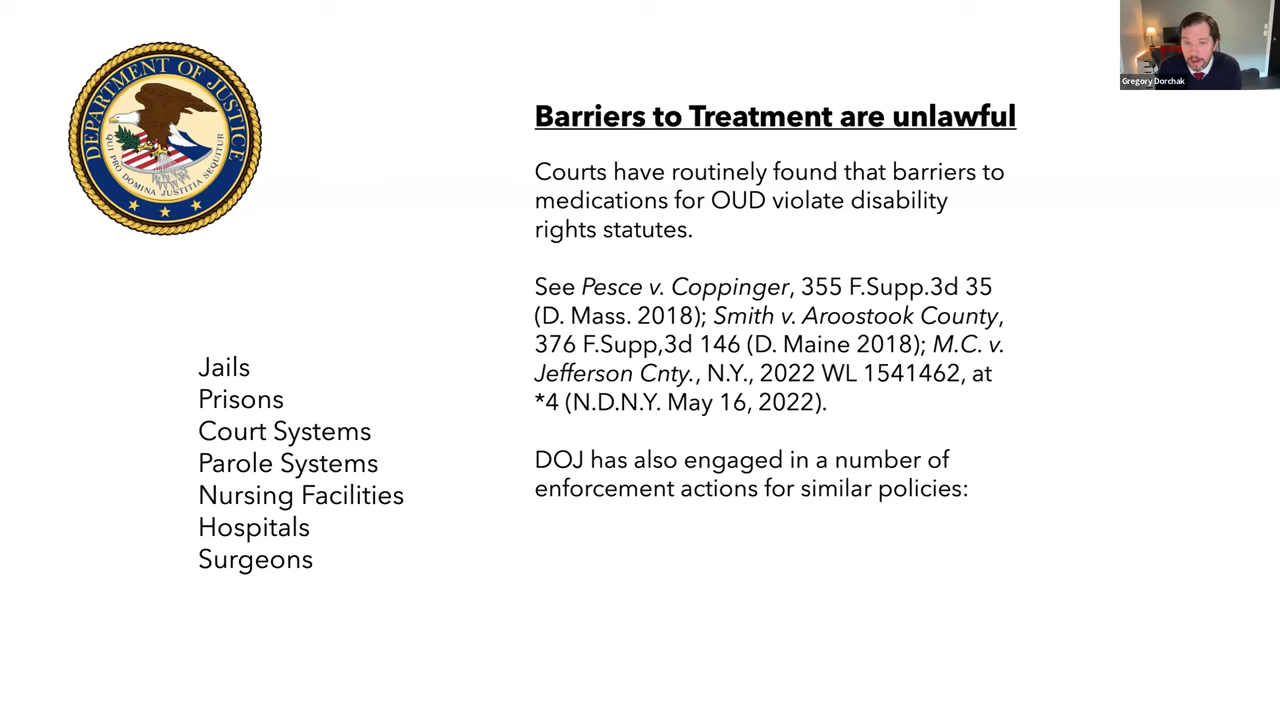 DEPARTMENT OF JUSTICE
QUI PRO DOMINA JUSTITIA SEQUITUR
Gregory Dorchak
Barriers to Treatment are unlawful
Courts have routinely found that barriers to
medications for OUD violate disability
rights statutes.
See Pesce v. Coppinger, 355 F.Supp.3d 35
(D. Mass. 2018); Smith v. Aroostook County,
376 F.Supp,3d 146 (D. Maine 2018); M.C. v.
Jefferson Cnty., N.Y., 2022 WL 1541462, at
*4 (N.D.N.Y. May 16, 2022).
DOJ has also engaged in a number of
enforcement actions for similar policies:
Jails
Prisons
Court Systems
Parole Systems
Nursing Facilities
Hospitals
Surgeons